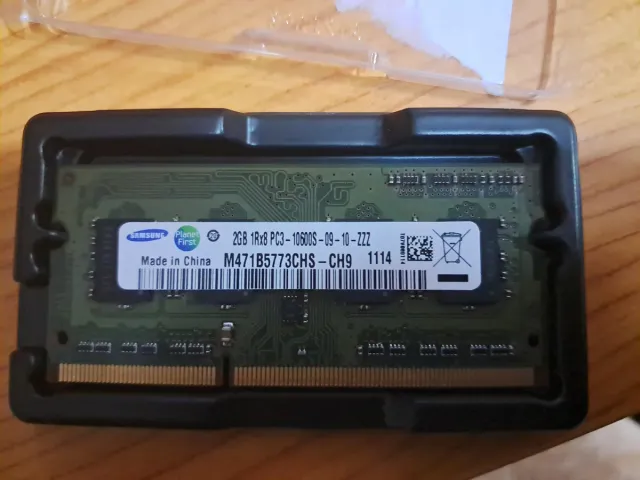 SAMSUNG
Planet
First
2GB 1Rx8 PC3-10600S-09-10-ZZZ
Made in China
M471B5773CHS-CH9
1114